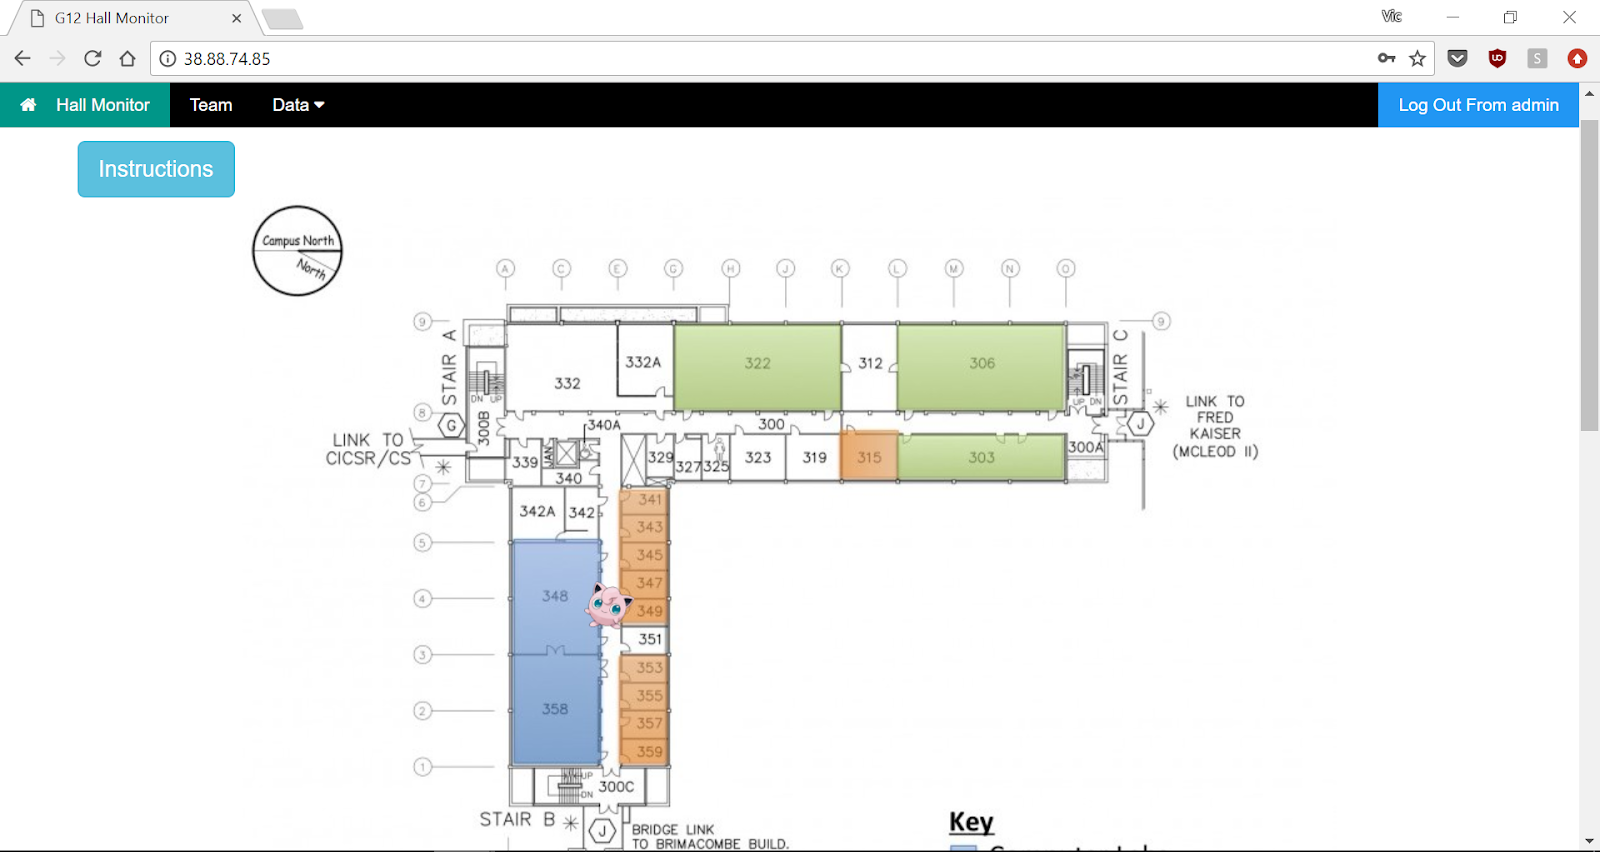 G12 Hall Monitor
Vic
38.88.74.85
S
Hall Monitor Team Data Log Out From admin
Instructions
Campus North
North
A C E G H J K L M N O
9 9
STAIR A
STAIR C
332 332A 322 312 306
DN UP
UP DN
8
G
300B
340A 300
J
LINK TO
FRED
KAISER
(MCLEOD II)
LINK TO
CICSR/CS
339 JAN 340 329 327 325 323 319 315 303 300A
7
6
342A 342 341
343
5
345
347
4 348 349
351
3
353
355
2 358
357
359
1
UP
DN
300C
STAIR B
J
BRIDGE LINK
TO BRIMACOMBE BUILD.
Key